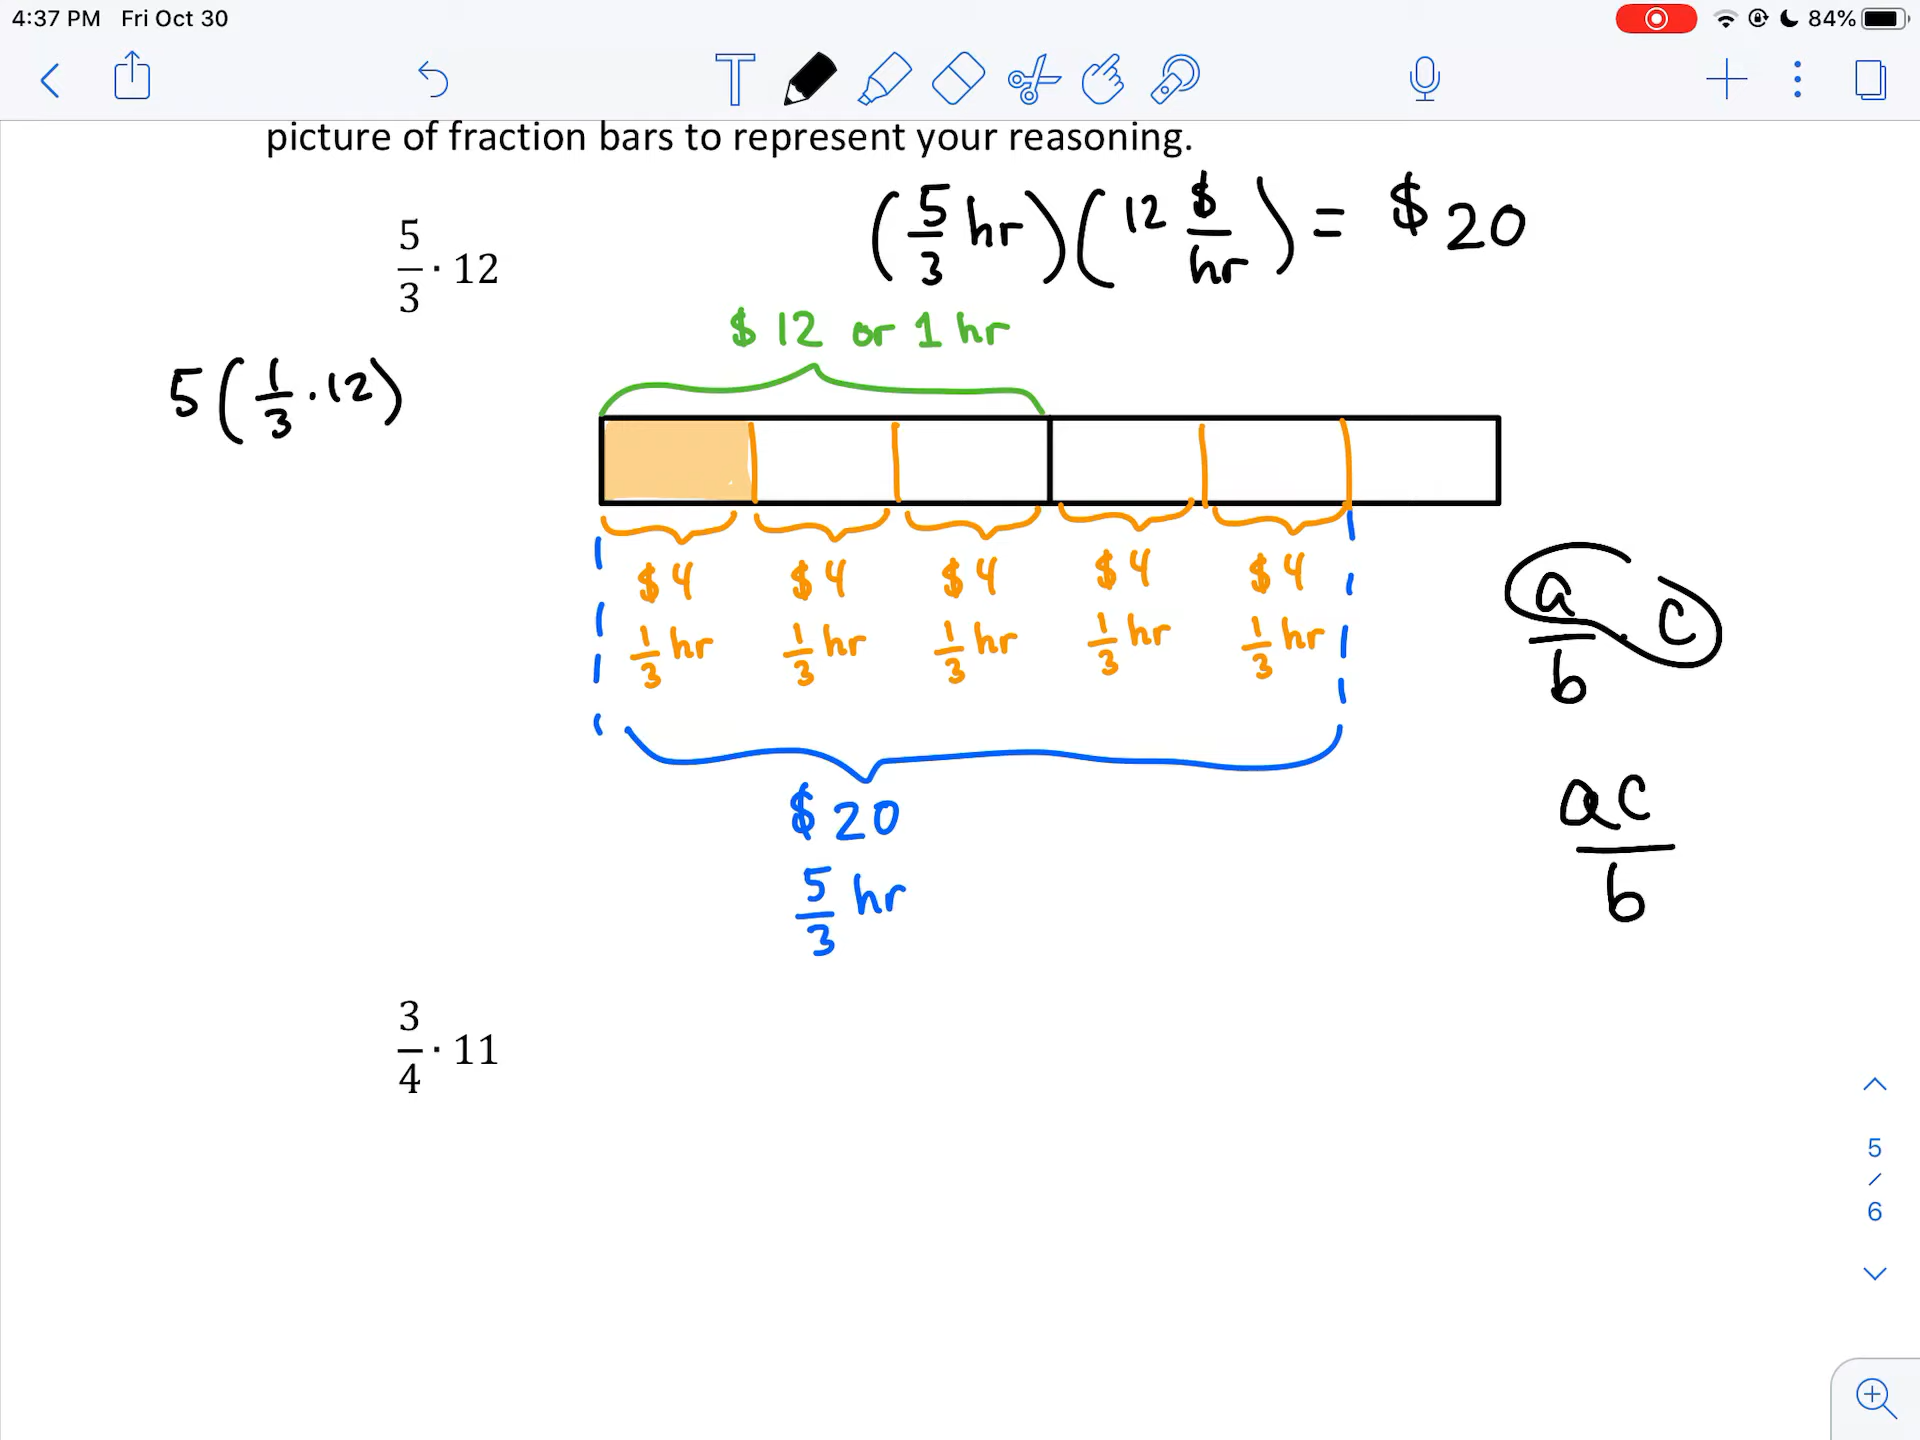 4:37 PM Fri Oct 30
84%
T
picture of fraction bars to represent your reasoning.
5/3 · 12
(5/3 hr)(12 $/hr) = $20
$12 or 1 hr
5(1/3 · 12)
$4 $4 $4 $4 $4
1/3 hr 1/3 hr 1/3 hr 1/3 hr 1/3 hr
a/b · c
$20
5/3 hr
ac/b
3/4 · 11
5
/
6